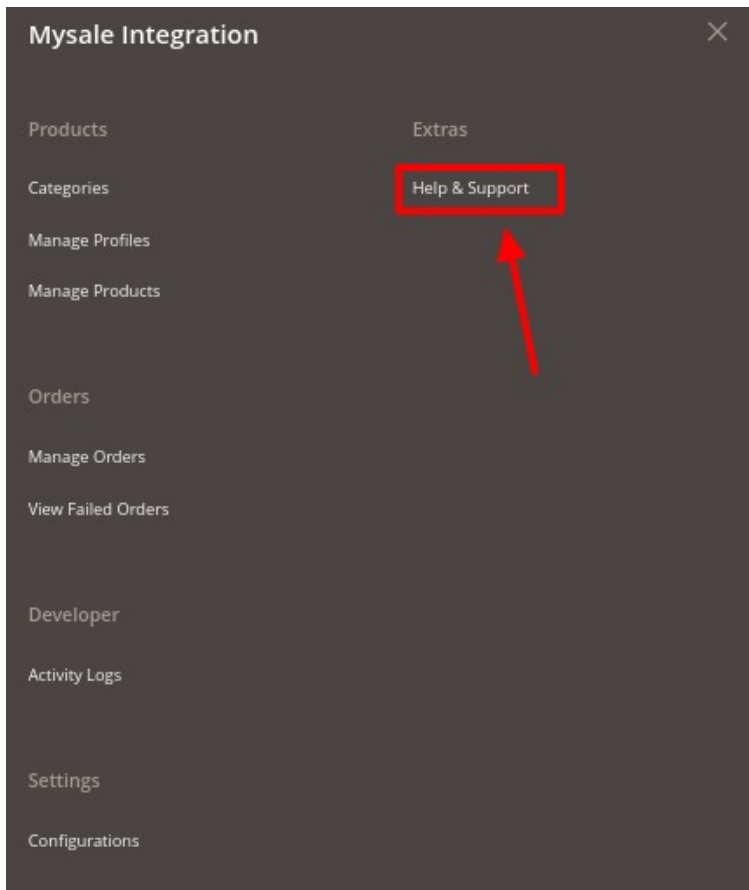 Mysale Integration
Products
Categories
Manage Profiles
Manage Products
Orders
Manage Orders
View Failed Orders
Developer
Activity Logs
Settings
Configurations
Extras
Help & Support